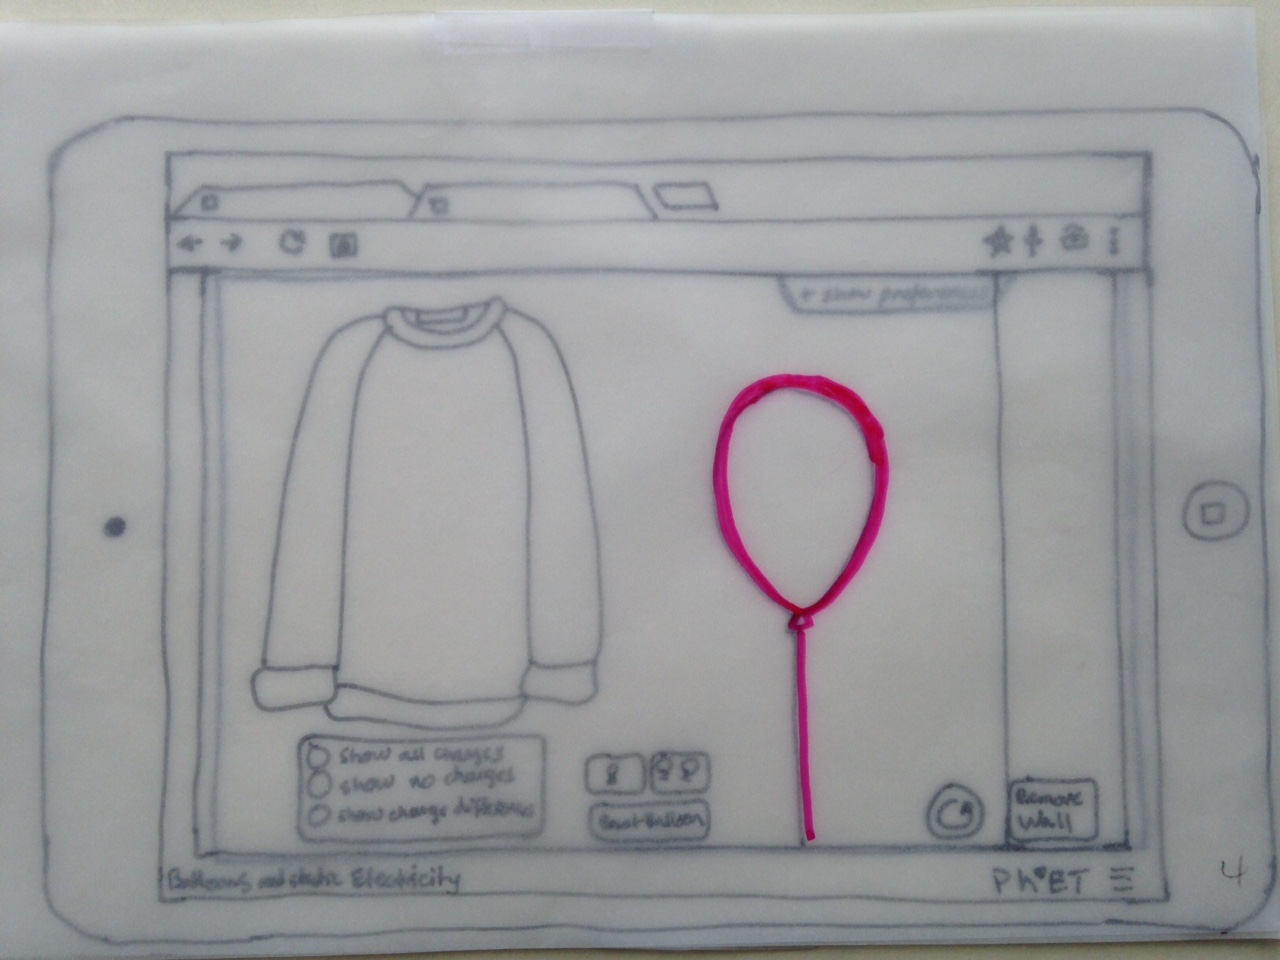 + show preferences
show all charges
show no charges
show charge difference
Reset Balloon
Remove
Wall
Balloons and static Electricity
PhET
4